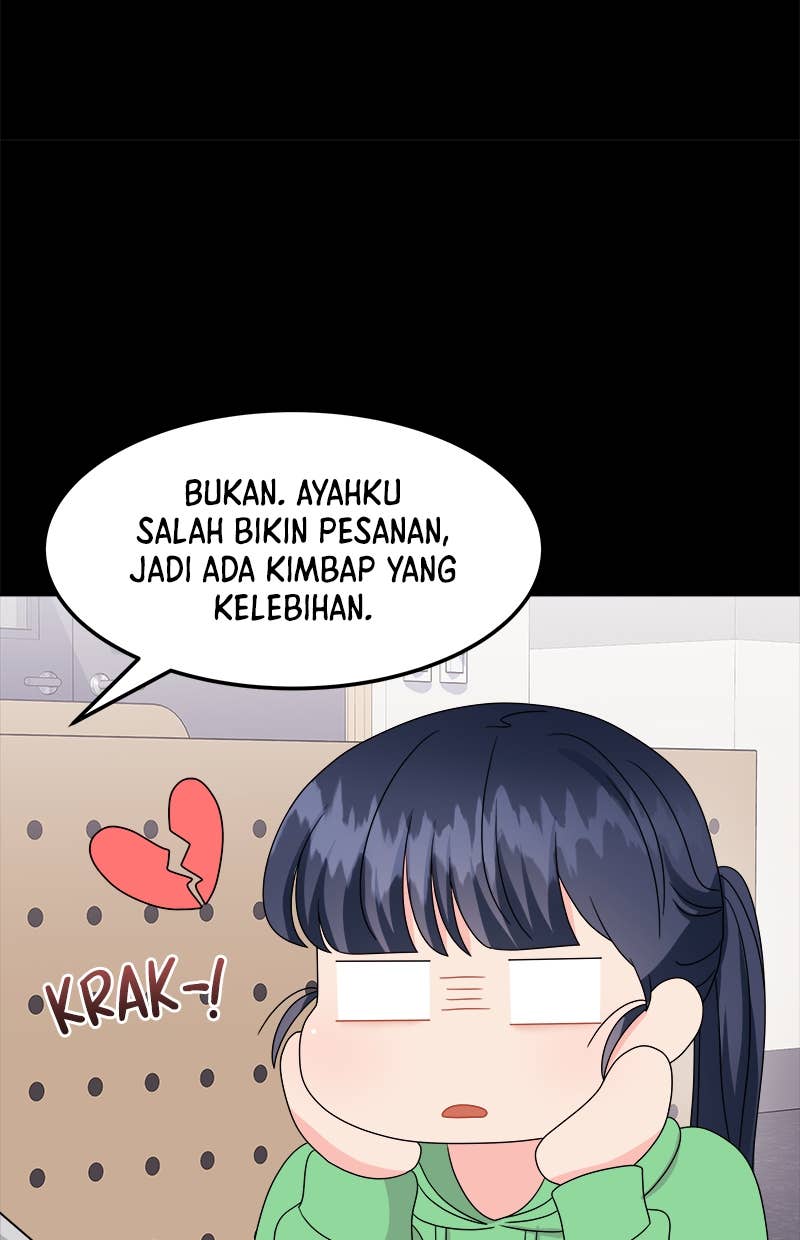 BUKAN. AYAHKU
SALAH BIKIN PESANAN,
JADI ADA KIMBAP YANG
KELEBIHAN.
KRAK-!